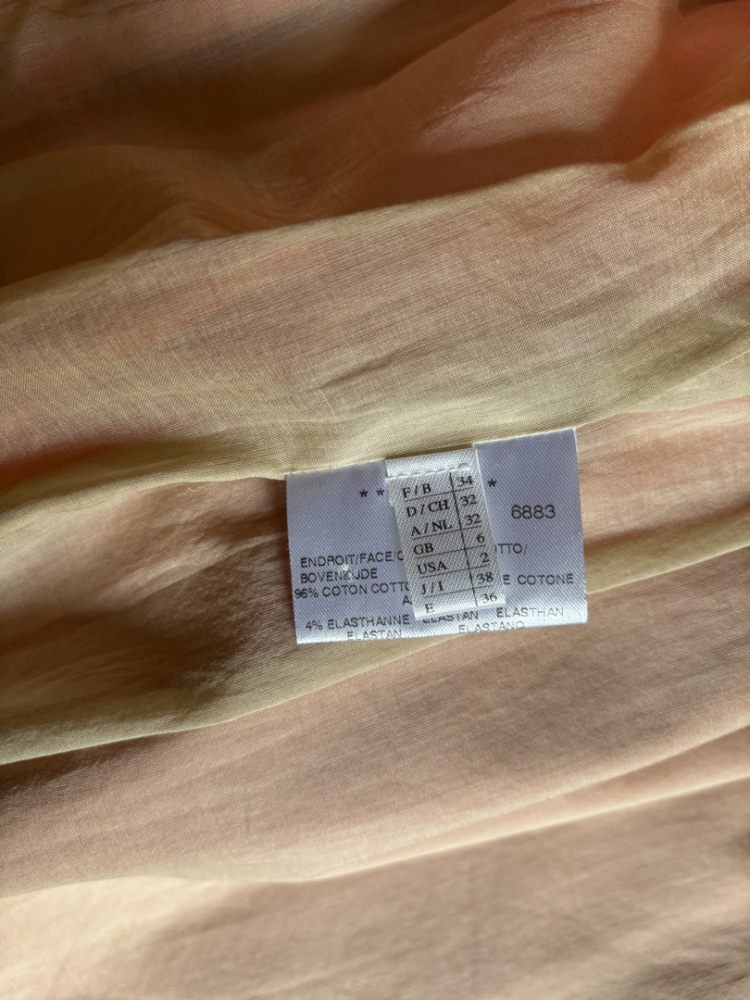 * *
*
6883
F / B 34
D / CH 32
A / NL 32
GB 6
USA 2
J / I 38
E 36
ENDROIT/FACE/
BOVENKIJDE
96% COTON COTONE
4% ELASTHANNE ELASTAN ELASTHAN
ELASTAN ELASTANO